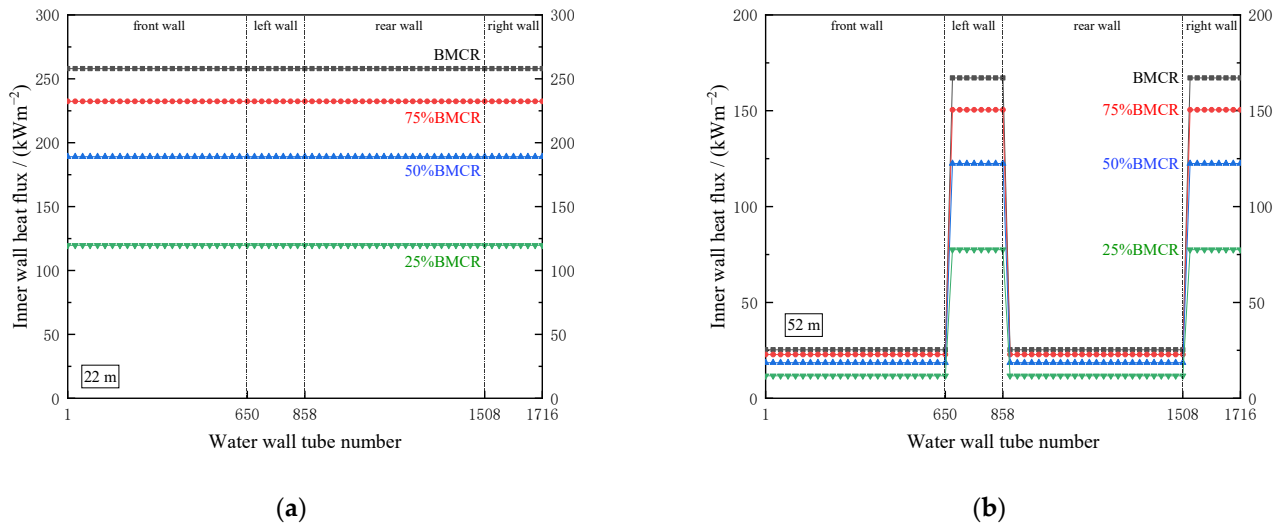 300
300
front wall
left wall
rear wall
right wall
BMCR
250
250
75%BMCR
200
200
50%BMCR
150
150
25%BMCR
100
100
50
50
22 m
0
0
1
650
858
1508
1716
Inner wall heat flux / (kWm⁻²)
Water wall tube number
(a)
200
200
front wall
left wall
rear wall
right wall
BMCR
150
150
75%BMCR
50%BMCR
100
100
25%BMCR
50
50
52 m
0
0
1
650
858
1508
1716
Inner wall heat flux / (kWm⁻²)
Water wall tube number
(b)